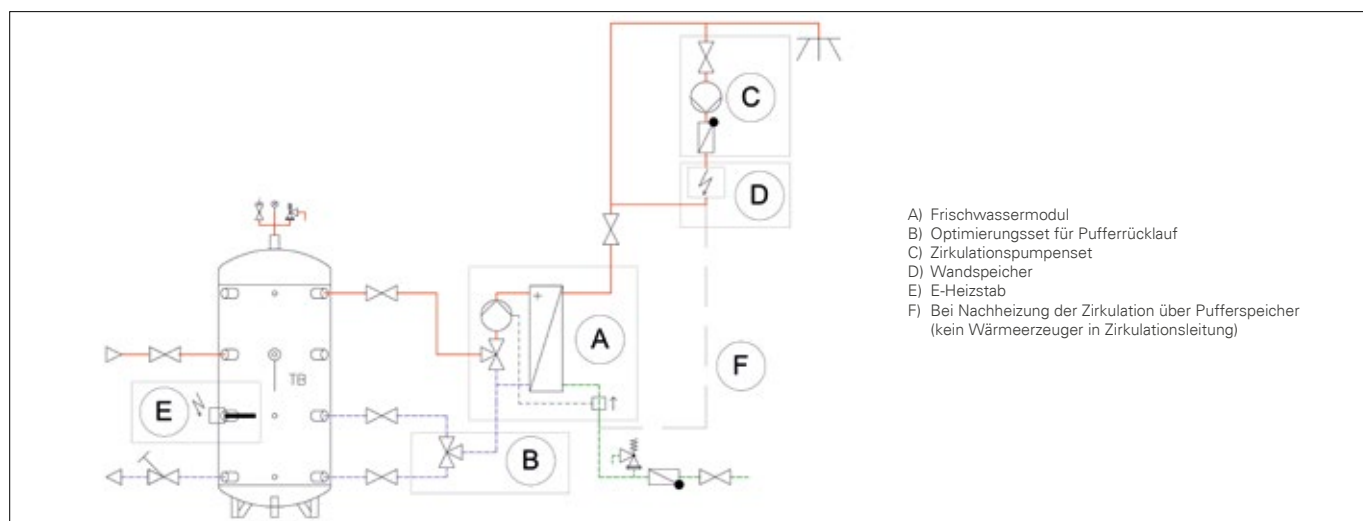 C
D
A
F
E
B
TB
+
A) Frischwassermodul
B) Optimierungsset für Pufferrücklauf
C) Zirkulationspumpenset
D) Wandspeicher
E) E-Heizstab
F) Bei Nachheizung der Zirkulation über Pufferspeicher
(kein Wärmeerzeuger in Zirkulationsleitung)